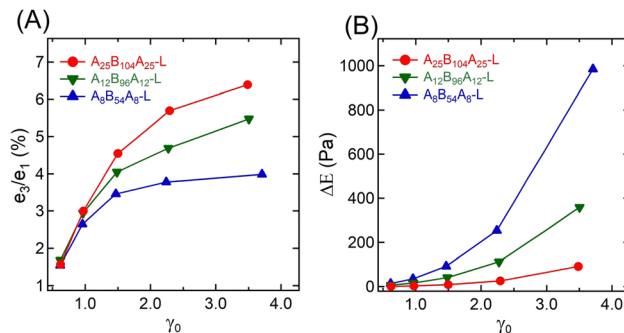 (A)
A₂₅B₁₀₄A₂₅-L
A₁₂B₉₆A₁₂-L
A₈B₅₄A₈-L
e₃/e₁ (%)
7
6
5
4
3
2
1
1.0 2.0 3.0 4.0
γ₀
(B)
A₂₅B₁₀₄A₂₅-L
A₁₂B₉₆A₁₂-L
A₈B₅₄A₈-L
ΔE (Pa)
1000
800
600
400
200
0
1.0 2.0 3.0 4.0
γ₀